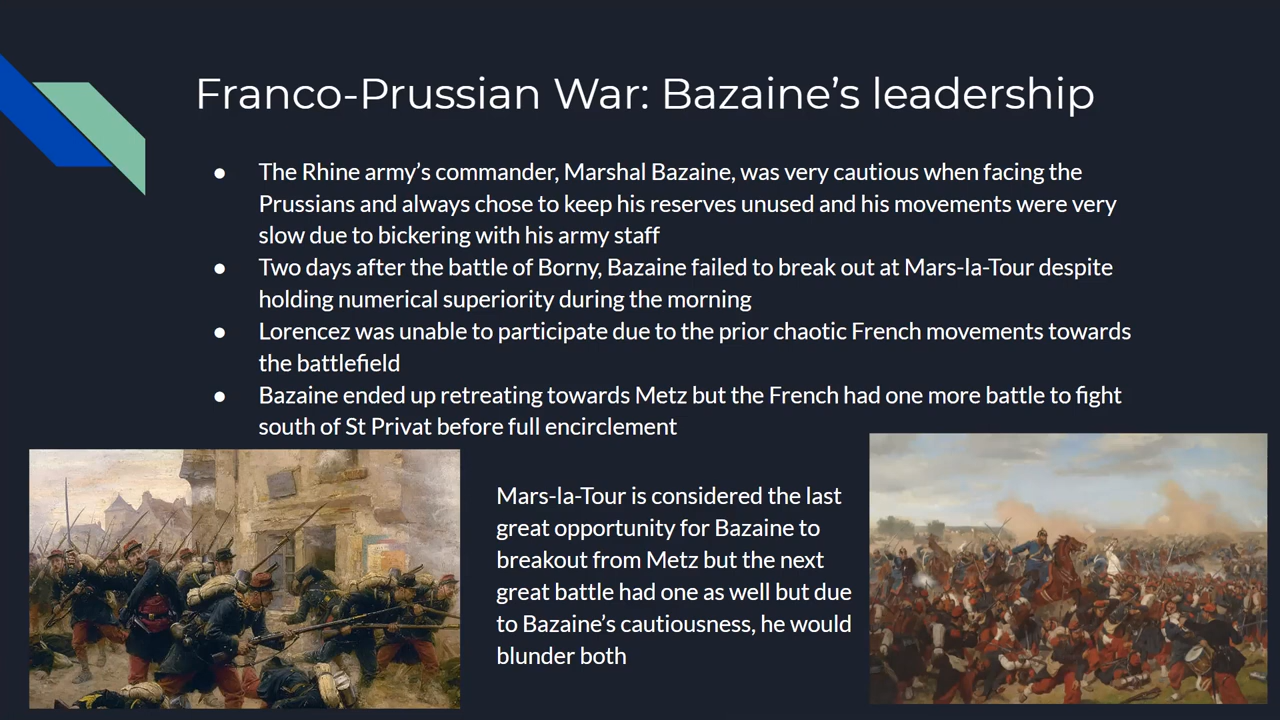 Franco-Prussian War: Bazaine’s leadership
● The Rhine army’s commander, Marshal Bazaine, was very cautious when facing the
Prussians and always chose to keep his reserves unused and his movements were very
slow due to bickering with his army staff
● Two days after the battle of Borny, Bazaine failed to break out at Mars-la-Tour despite
holding numerical superiority during the morning
● Lorencez was unable to participate due to the prior chaotic French movements towards
the battlefield
● Bazaine ended up retreating towards Metz but the French had one more battle to fight
south of St Privat before full encirclement
Mars-la-Tour is considered the last
great opportunity for Bazaine to
breakout from Metz but the next
great battle had one as well but due
to Bazaine’s cautiousness, he would
blunder both